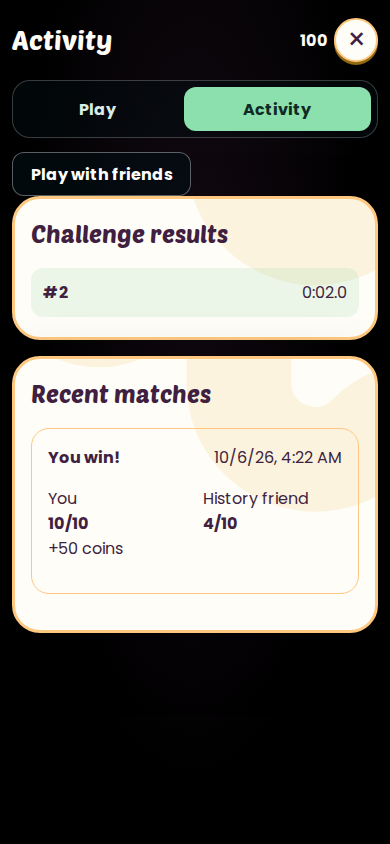 Activity
100
Play
Activity
Play with friends
Challenge results
#2 0:02.0
Recent matches
You win! 10/6/26, 4:22 AM
You History friend
10/10 4/10
+50 coins